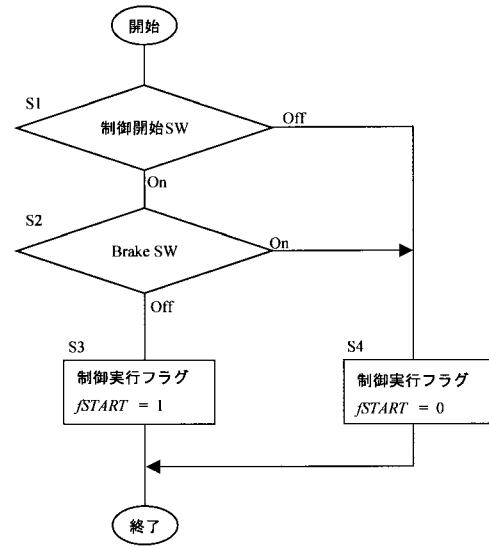 開始
S1
制御開始SW
Off
On
S2
Brake SW
On
Off
S3
制御実行フラグ
fSTART = 1
S4
制御実行フラグ
fSTART = 0
終了